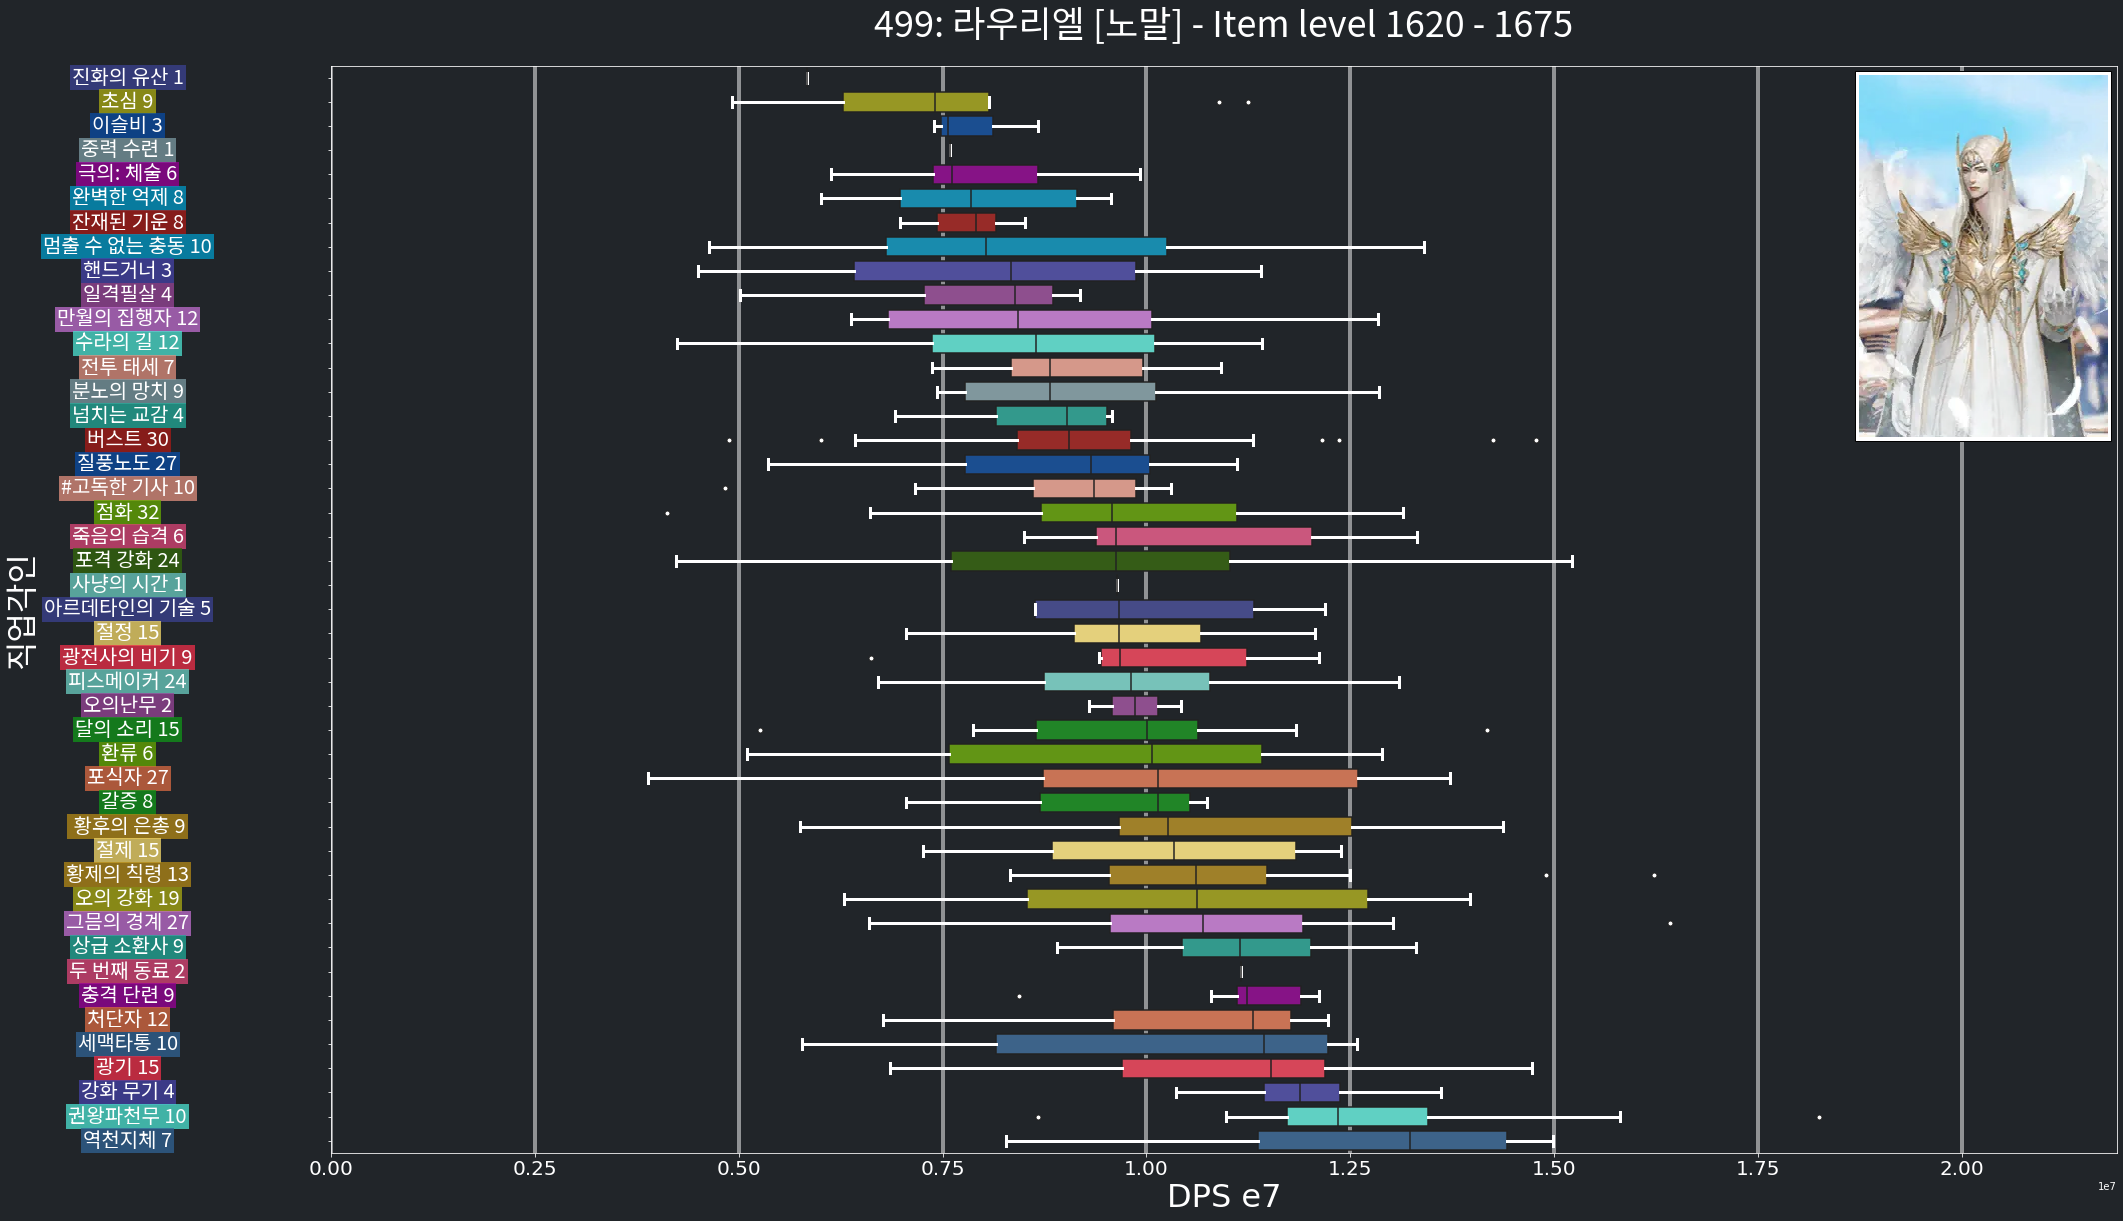 499: 라우리엘 [노말] - Item level 1620 - 1675
진화의 유산 1
초심 9
이슬비 3
중력 수련 1
극의: 체술 6
완벽한 억제 8
잔재된 기운 8
멈출 수 없는 충동 10
핸드거너 3
일격필살 4
만월의 집행자 12
수라의 길 12
전투 태세 7
분노의 망치 9
넘치는 교감 4
버스트 30
질풍노도 27
#고독한 기사 10
점화 32
죽음의 습격 6
포격 강화 24
사냥의 시간 1
아르데타인의 기술 5
절정 15
광전사의 비기 9
피스메이커 24
오의난무 2
달의 소리 15
환류 6
포식자 27
갈증 8
황후의 은총 9
절제 15
황제의 칙령 13
오의 강화 19
그믐의 경계 27
상급 소환사 9
두 번째 동료 2
충격 단련 9
처단자 12
세맥타통 10
광기 15
강화 무기 4
권왕파천무 10
역천지체 7
직업각인
0.00 0.25 0.50 0.75 1.00 1.25 1.50 1.75 2.00
1e7
DPS e7